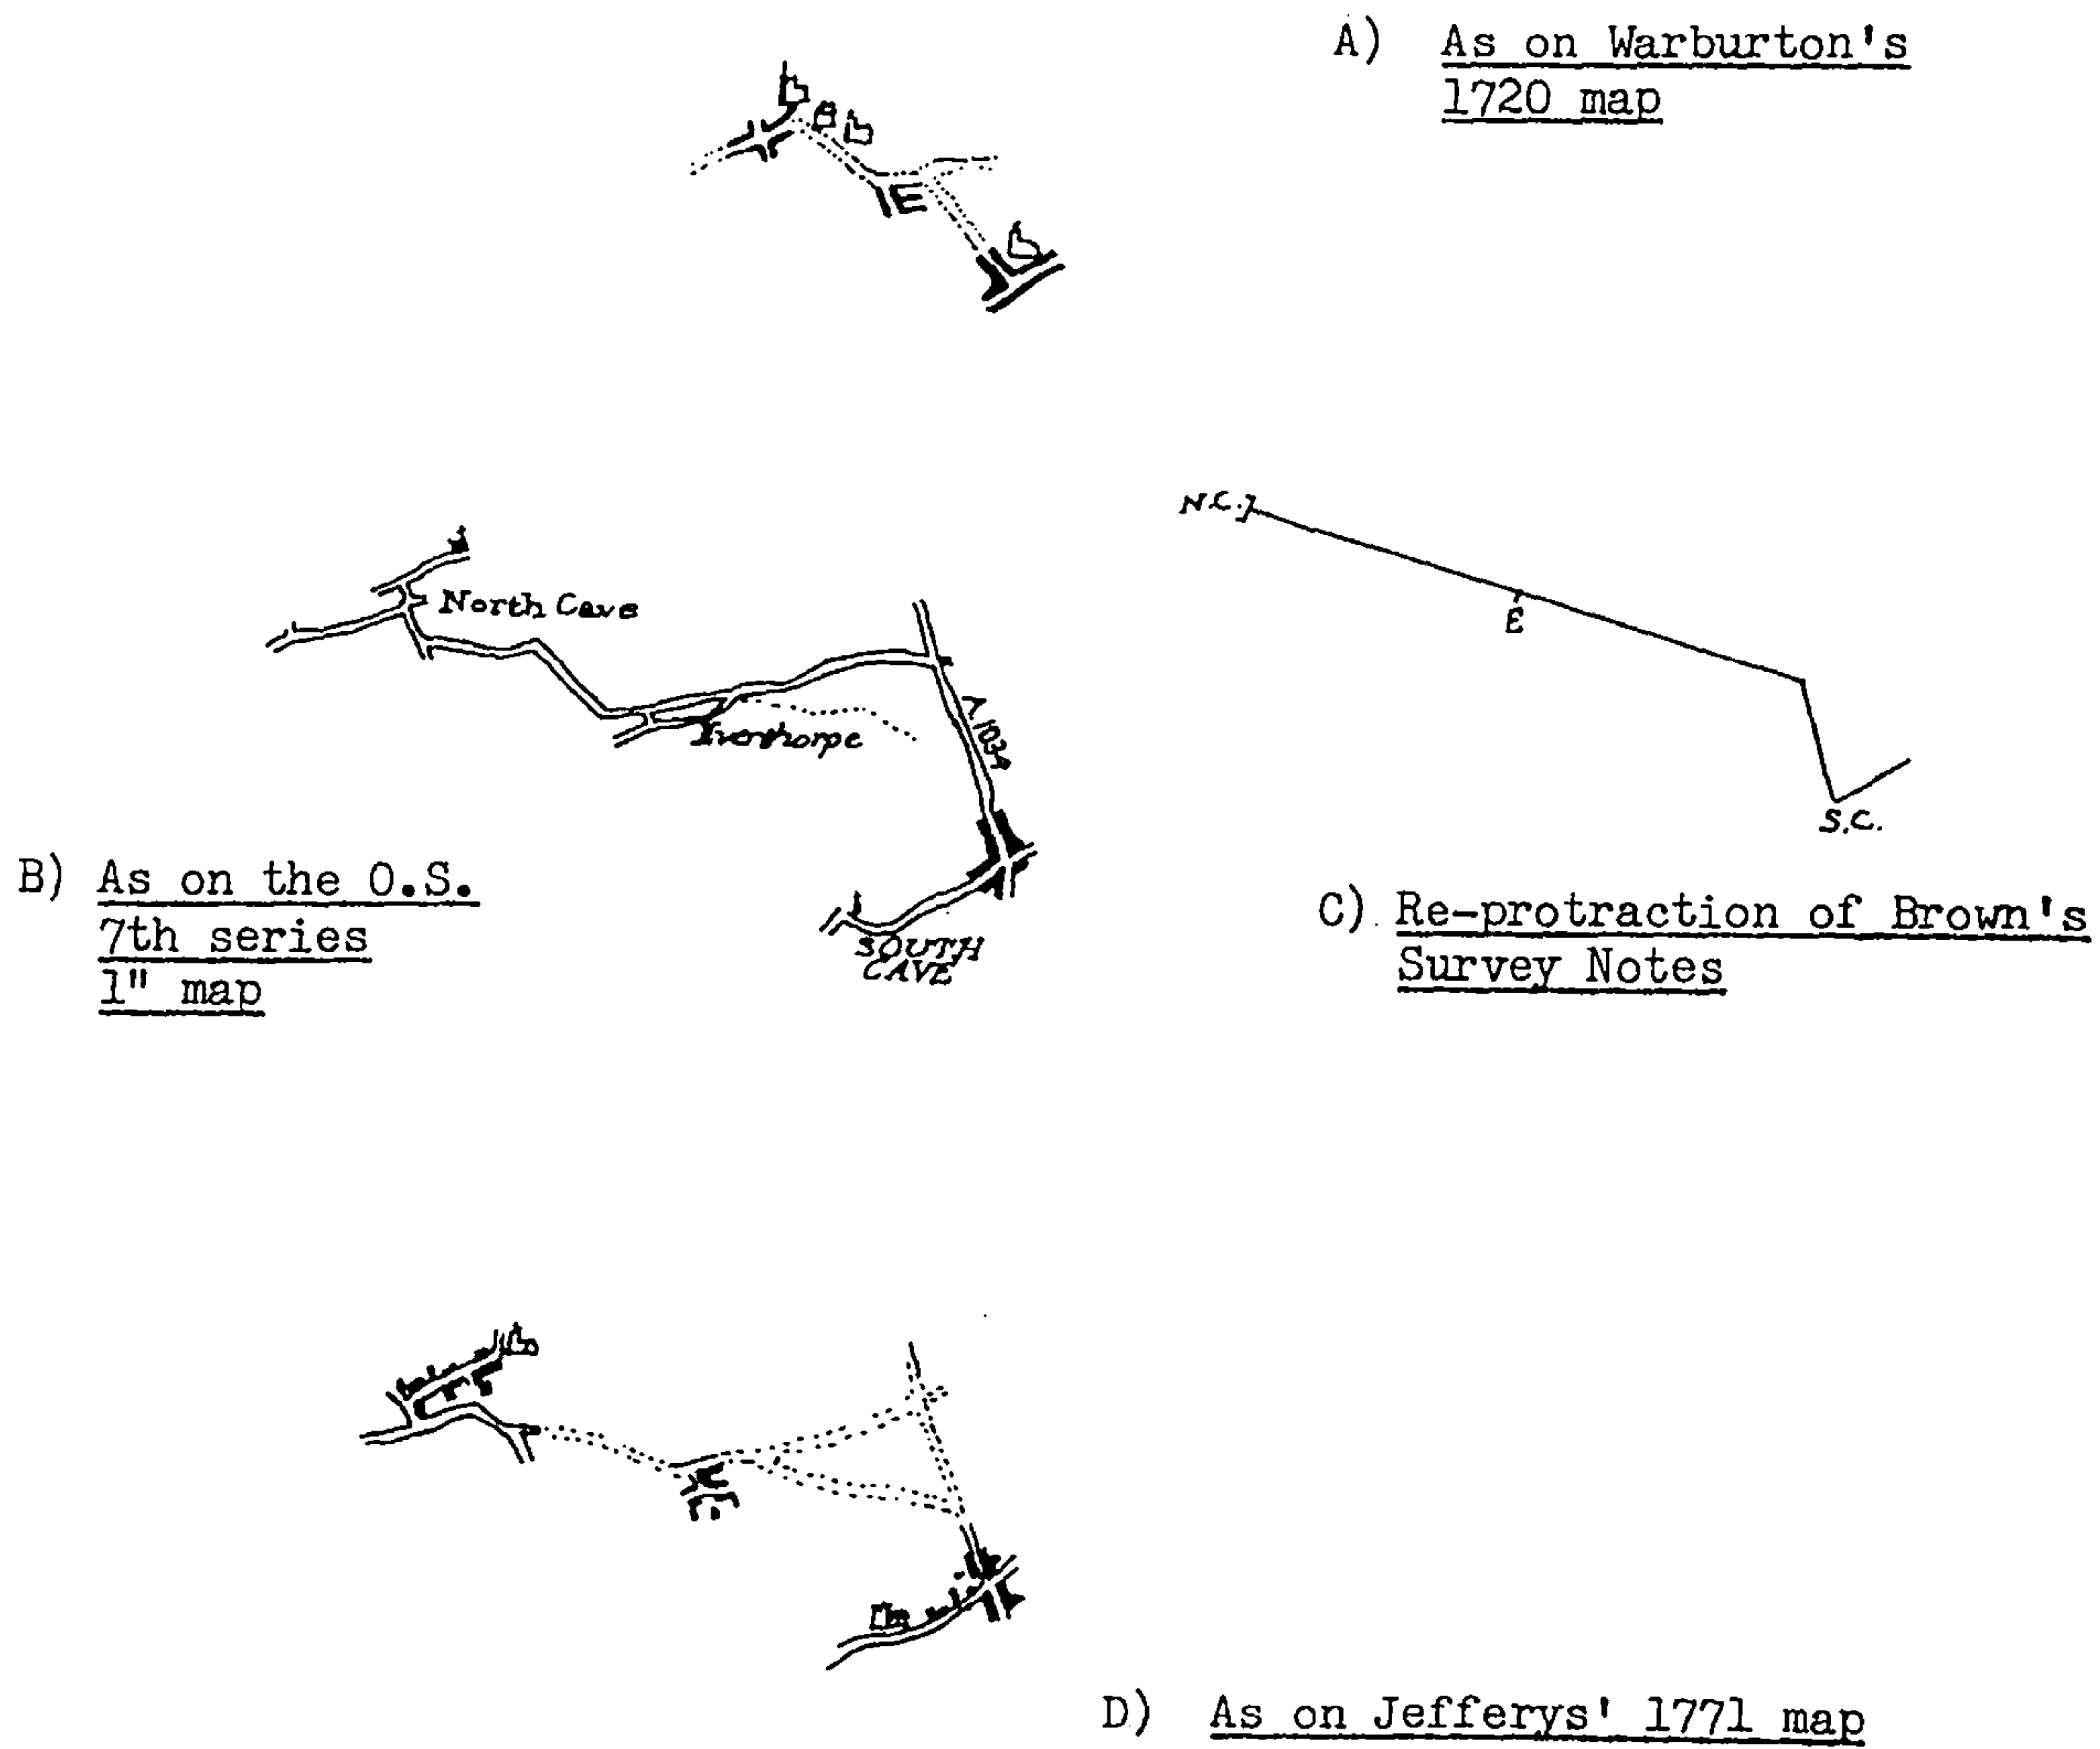 A) As on Warburton's
1720 map
N.C.
E
North Cave
A1034
Everthorpe
S.C.
B) As on the O.S.
7th series
1" map
SOUTH
CAVE
C) Re-protraction of Brown's
Survey Notes
D) As on Jefferys' 1771 map